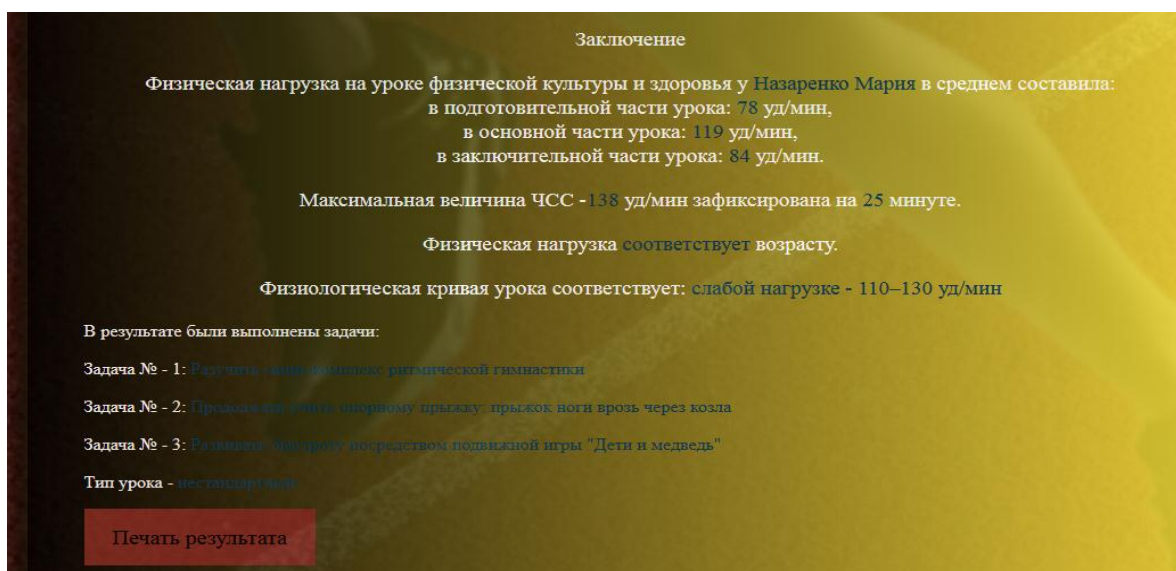 Заключение
Физическая нагрузка на уроке физической культуры и здоровья у Назаренко Мария в среднем составила:
в подготовительной части урока: 78 уд/мин,
в основной части урока: 119 уд/мин,
в заключительной части урока: 84 уд/мин.
Максимальная величина ЧСС -138 уд/мин зафиксирована на 25 минуте.
Физическая нагрузка соответствует возрасту.
Физиологическая кривая урока соответствует: слабой нагрузке - 110–130 уд/мин
В результате были выполнены задачи:
Задача № - 1: Разучить комплекс ритмической гимнастики
Задача № - 2: учить опорному прыжку: прыжок ноги врозь через козла
Задача № - 3: Развивать быстроту посредством подвижной игры "Дети и медведь"
Тип урока - нестандартный
Печать результата